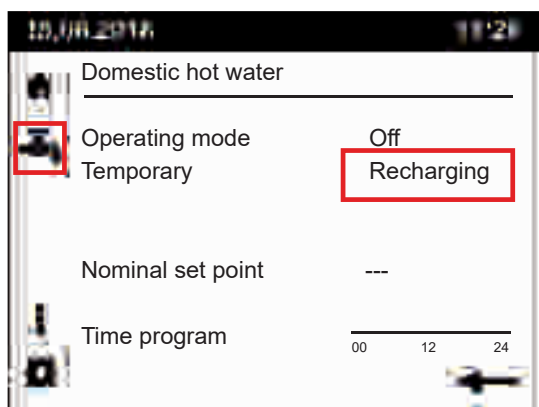 Domestic hot water
Operating mode Off
Temporary Recharging
Nominal set point ---
Time program
00 12 24